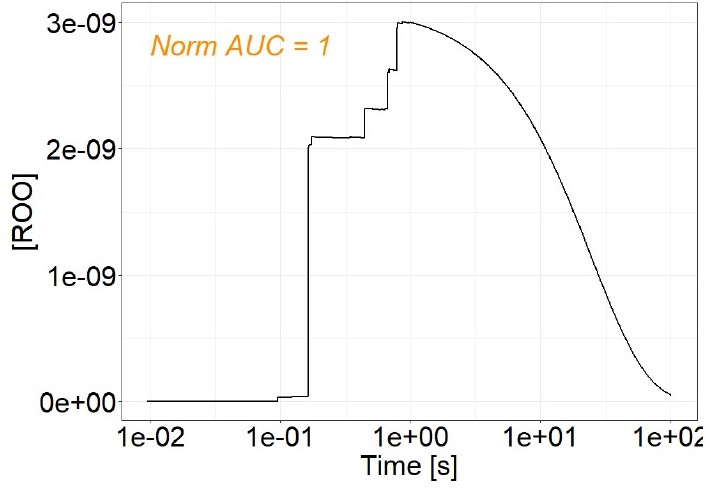 3e-09
Norm AUC = 1
2e-09
[ROO]
1e-09
0e+00
1e-02 1e-01 1e+00 1e+01 1e+02
Time [s]